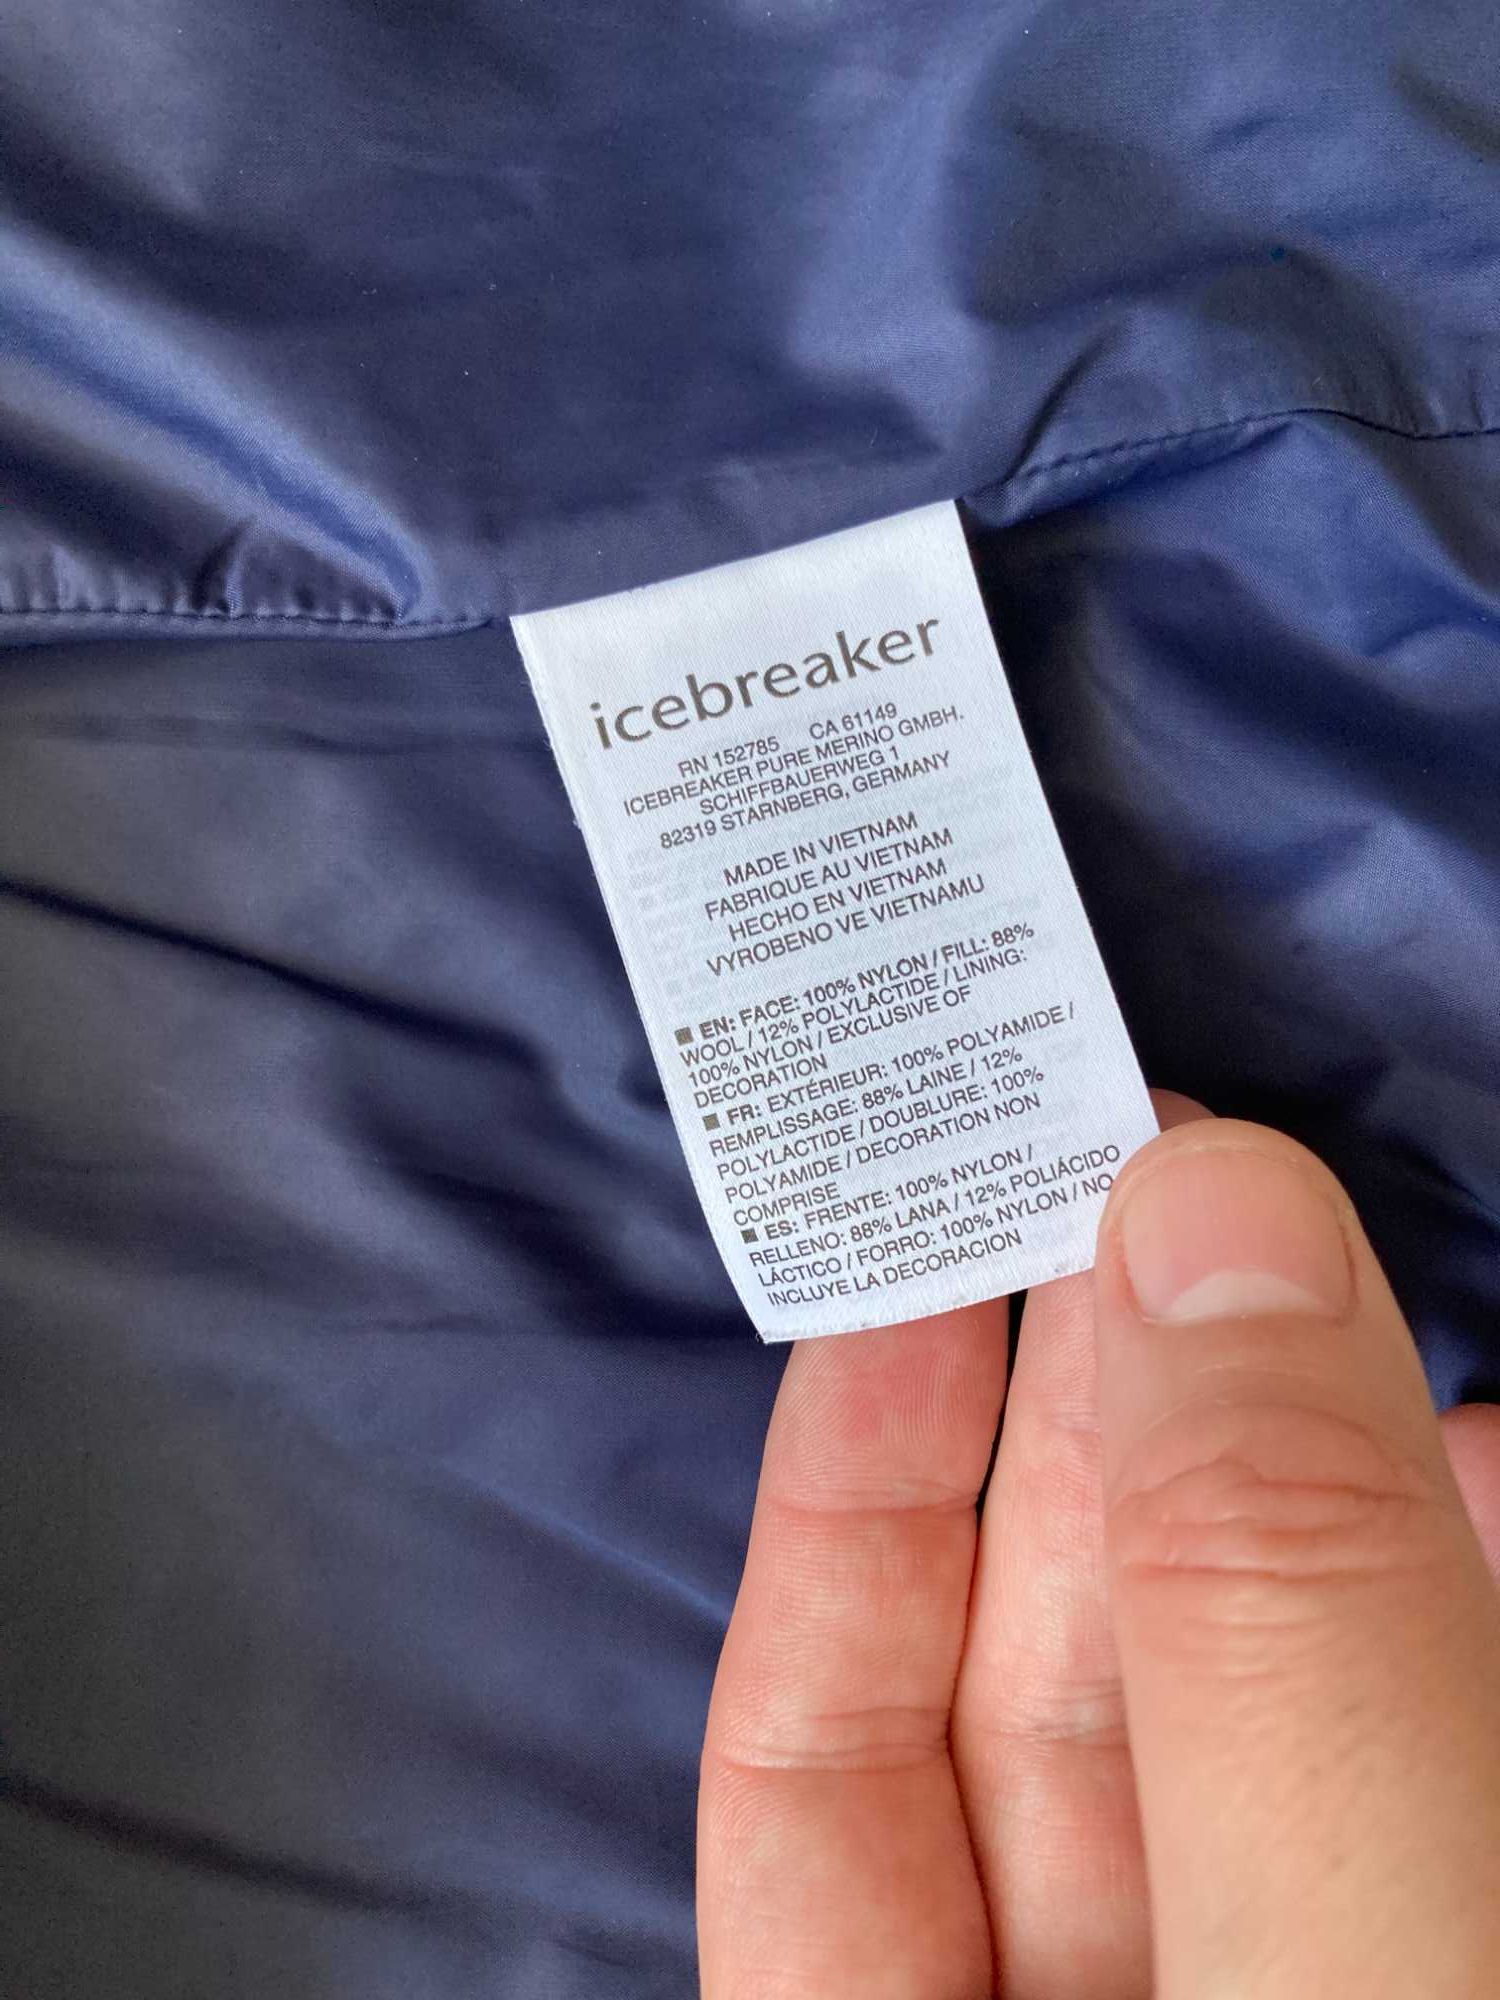 icebreaker
RN 152785 CA 61149
ICEBREAKER PURE MERINO GMBH.
SCHIFFBAUERWEG 1
82319 STARNBERG, GERMANY
MADE IN VIETNAM
FABRIQUE AU VIETNAM
HECHO EN VIETNAM
VYROBENO VE VIETNAMU
■ EN: FACE: 100% NYLON / FILL: 88%
WOOL / 12% POLYLACTIDE / LINING:
100% NYLON / EXCLUSIVE OF
DECORATION
■ FR: EXTÉRIEUR: 100% POLYAMIDE /
REMPLISSAGE: 88% LAINE / 12%
POLYLACTIDE / DOUBLURE: 100%
POLYAMIDE / DECORATION NON
COMPRISE
■ ES: FRENTE: 100% NYLON /
RELLENO: 88% LANA / 12% POLIÁCIDO
LÁCTICO / FORRO: 100% NYLON / NO
INCLUYE LA DECORACION